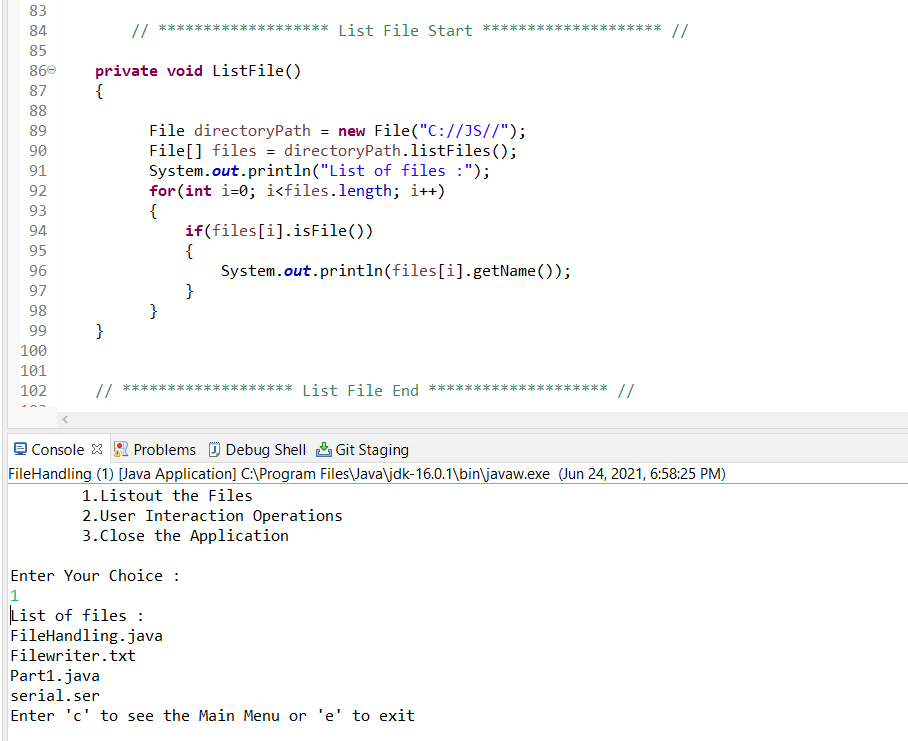 83
84 // ******************* List File Start ******************** //
85
86 private void ListFile()
87 {
88
89 File directoryPath = new File("C://JS//");
90 File[] files = directoryPath.listFiles();
91 System.out.println("List of files :");
92 for(int i=0; i<files.length; i++)
93 {
94 if(files[i].isFile())
95 {
96 System.out.println(files[i].getName());
97 }
98 }
99 }
100
101
102 // ******************* List File End ******************** //
Console Problems Debug Shell Git Staging
FileHandling (1) [Java Application] C:\Program Files\Java\jdk-16.0.1\bin\javaw.exe (Jun 24, 2021, 6:58:25 PM)
1.Listout the Files
2.User Interaction Operations
3.Close the Application
Enter Your Choice :
1
List of files :
FileHandling.java
Filewriter.txt
Part1.java
serial.ser
Enter 'c' to see the Main Menu or 'e' to exit